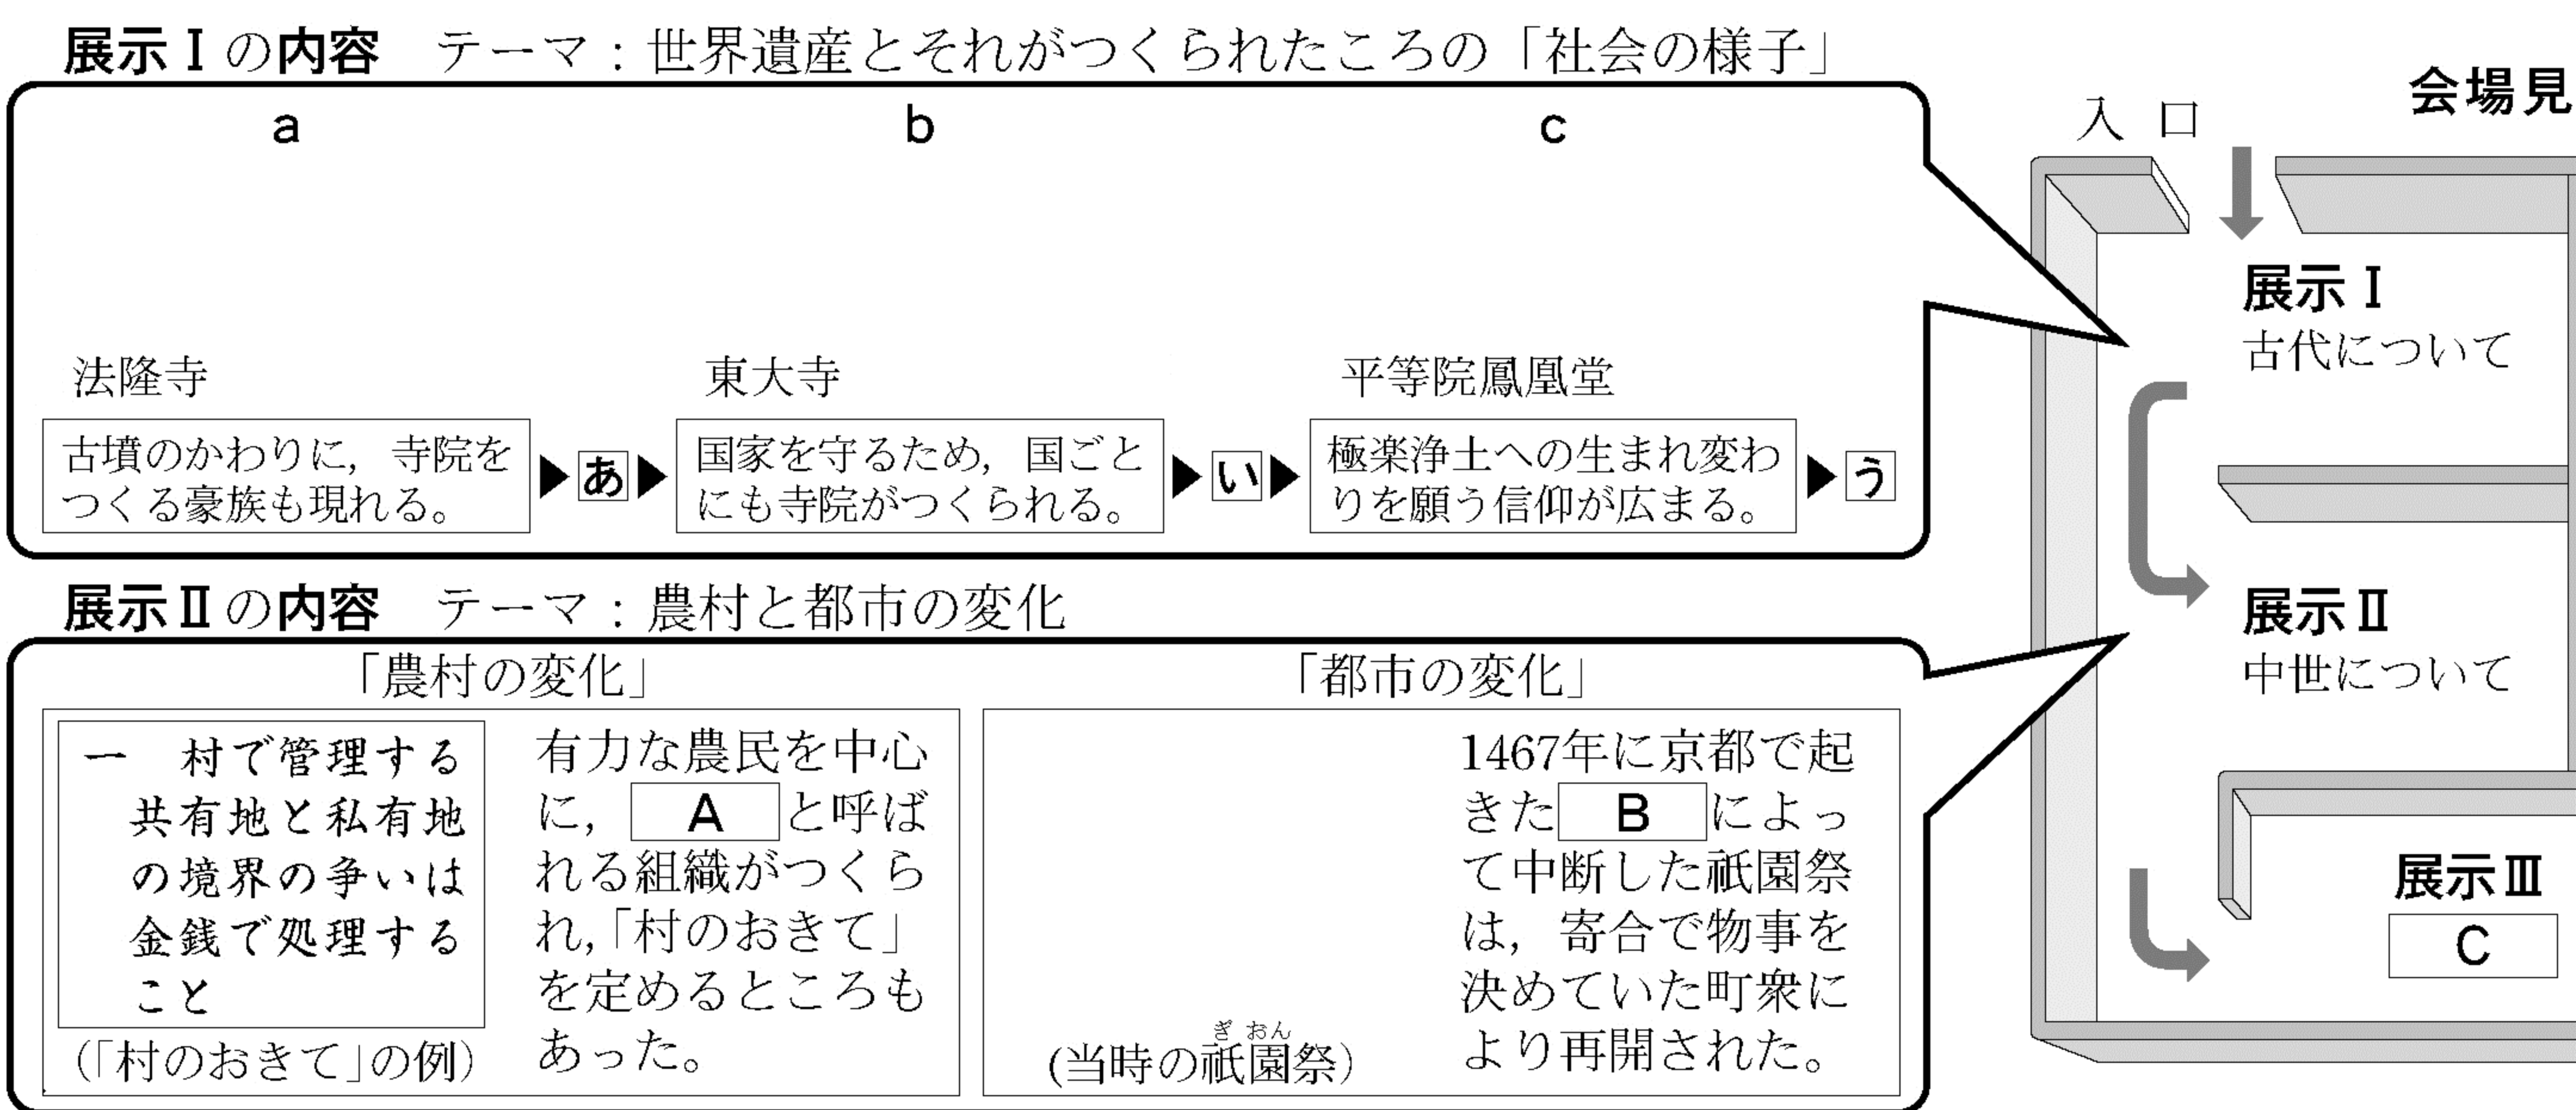 展示Ⅰの内容　テーマ：世界遺産とそれがつくられたころの「社会の様子」
a
b
c
法隆寺
東大寺
平等院鳳凰堂
古墳のかわりに，寺院を
つくる豪族も現れる。
▶あ▶
国家を守るため，国ごと
にも寺院がつくられる。
▶い▶
極楽浄土への生まれ変わ
りを願う信仰が広まる。
▶う
展示Ⅱの内容　テーマ：農村と都市の変化
「農村の変化」
一　村で管理する
共有地と私有地
の境界の争いは
金銭で処理する
こと
（「村のおきて」の例）
有力な農民を中心
に，Aと呼ば
れる組織がつくら
れ，「村のおきて」
を定めるところも
あった。
「都市の変化」
(当時の祇園祭）
ぎおん
1467年に京都で起
きたBによっ
て中断した祇園祭
は，寄合で物事を
決めていた町衆に
より再開された。
会場見
入口
展示Ⅰ
古代について
展示Ⅱ
中世について
展示Ⅲ
C